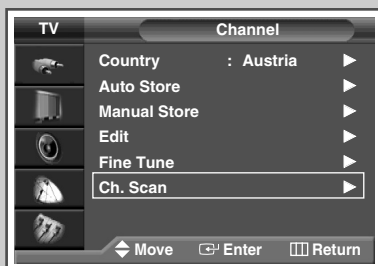 TV Channel
Country : Austria
Auto Store
Manual Store
Edit
Fine Tune
Ch. Scan
Move Enter Return